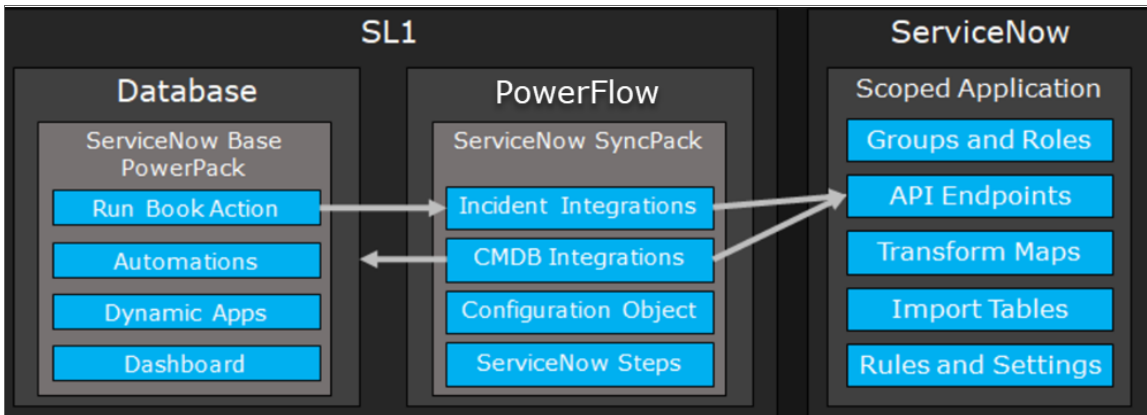 SL1
Database
ServiceNow Base
PowerPack
Run Book Action
Automations
Dynamic Apps
Dashboard
PowerFlow
ServiceNow SyncPack
Incident Integrations
CMDB Integrations
Configuration Object
ServiceNow Steps
ServiceNow
Scoped Application
Groups and Roles
API Endpoints
Transform Maps
Import Tables
Rules and Settings